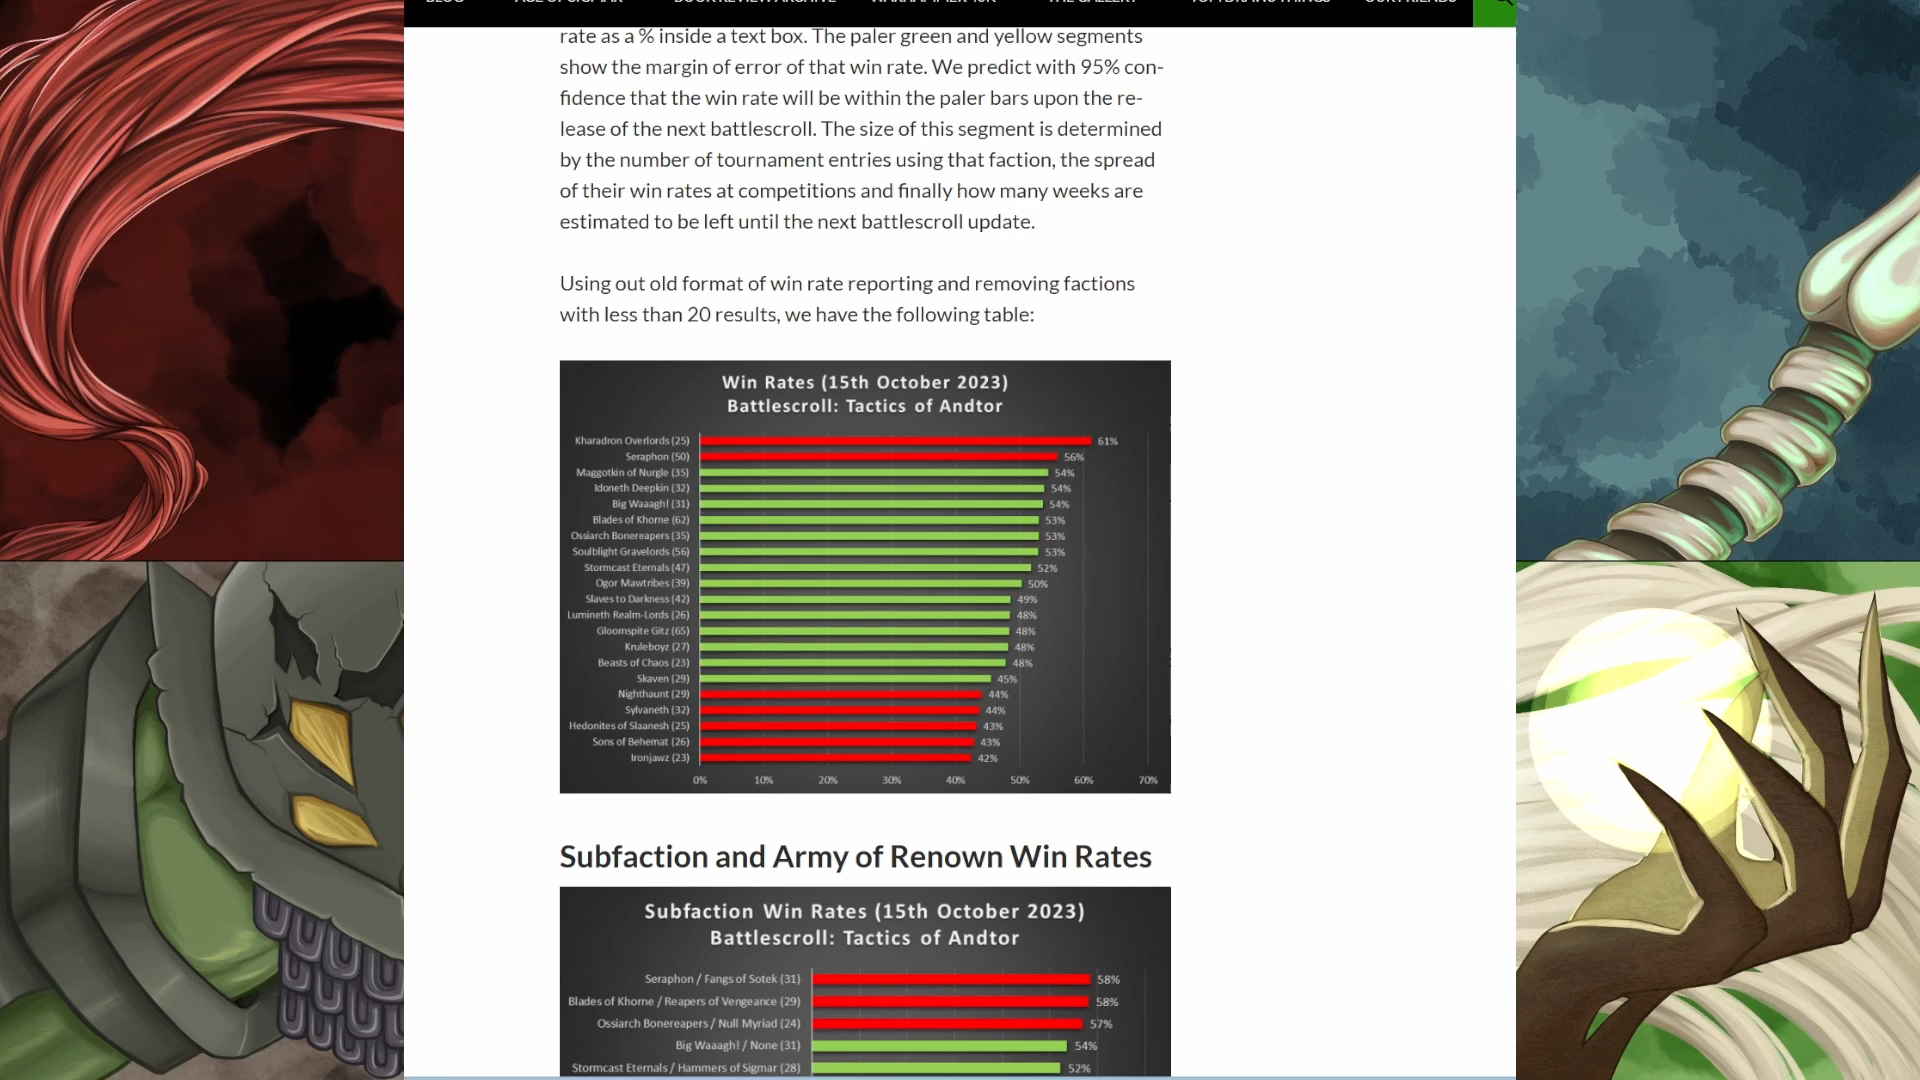 rate as a % inside a text box. The paler green and yellow segments
show the margin of error of that win rate. We predict with 95% con-
fidence that the win rate will be within the paler bars upon the re-
lease of the next battlescroll. The size of this segment is determined
by the number of tournament entries using that faction, the spread
of their win rates at competitions and finally how many weeks are
estimated to be left until the next battlescroll update.
Using out old format of win rate reporting and removing factions
with less than 20 results, we have the following table:
Win Rates (15th October 2023)
Battlescroll: Tactics of Andtor
Kharadron Overlords (25) 61%
Seraphon (50) 56%
Maggotkin of Nurgle (35) 54%
Idoneth Deepkin (32) 54%
Big Waaagh! (31) 54%
Blades of Khorne (62) 53%
Ossiarch Bonereapers (35) 53%
Soulblight Gravelords (56) 53%
Stormcast Eternals (47) 52%
Ogor Mawtribes (39) 50%
Slaves to Darkness (42) 49%
Lumineth Realm-Lords (26) 48%
Gloomspite Gitz (65) 48%
Kruleboyz (27) 48%
Beasts of Chaos (23) 48%
Skaven (29) 45%
Nighthaunt (29) 44%
Sylvaneth (32) 44%
Hedonites of Slaanesh (25) 43%
Sons of Behemat (26) 43%
Ironjawz (23) 42%
0% 10% 20% 30% 40% 50% 60% 70%
Subfaction and Army of Renown Win Rates
Subfaction Win Rates (15th October 2023)
Battlescroll: Tactics of Andtor
Seraphon / Fangs of Sotek (31) 58%
Blades of Khorne / Reapers of Vengeance (29) 58%
Ossiarch Bonereapers / Null Myriad (24) 57%
Big Waaagh! / None (31) 54%
Stormcast Eternals / Hammers of Sigmar (28) 52%